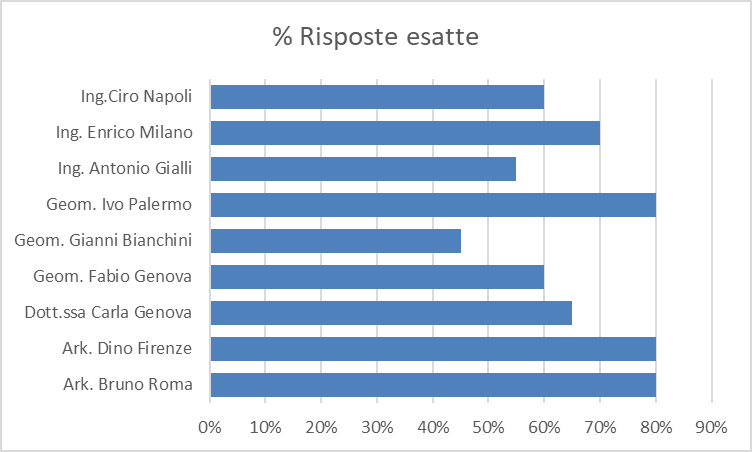 % Risposte esatte
Ing.Ciro Napoli
Ing. Enrico Milano
Ing. Antonio Gialli
Geom. Ivo Palermo
Geom. Gianni Bianchini
Geom. Fabio Genova
Dott.ssa Carla Genova
Ark. Dino Firenze
Ark. Bruno Roma
0% 10% 20% 30% 40% 50% 60% 70% 80% 90%